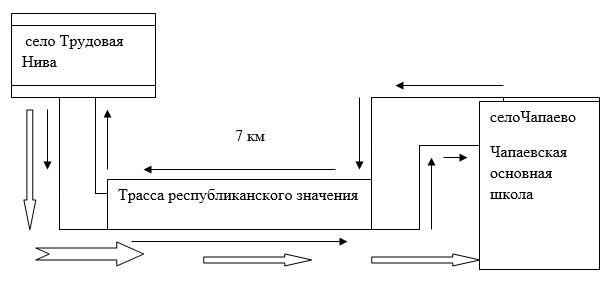 село Трудовая
Нива
7 км
Трасса республиканского значения
селоЧапаево
Чапаевская
основная
школа